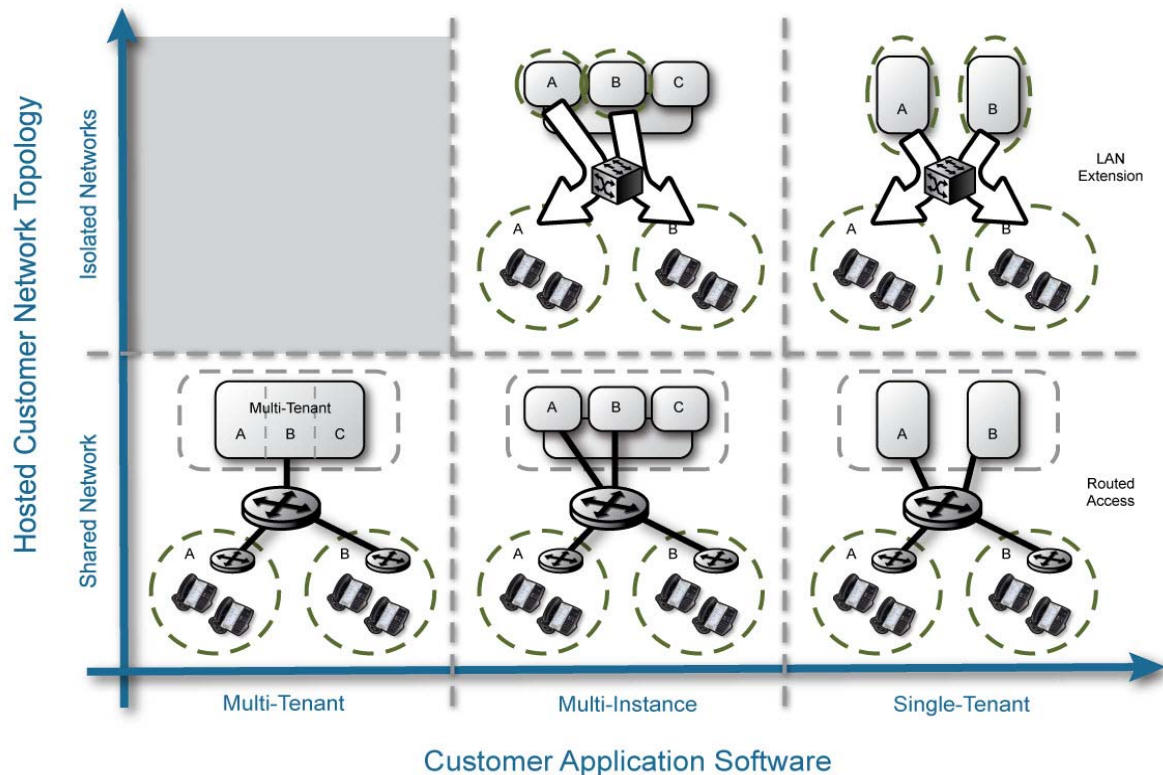 Hosted Customer Network Topology
Isolated Networks
Shared Network
A
B
C
A
B
A
B
LAN
Extension
A
B
Multi-Tenant
A
B
C
A
B
C
A
B
Routed
Access
A
B
A
B
A
B
Multi-Tenant
Multi-Instance
Single-Tenant
Customer Application Software